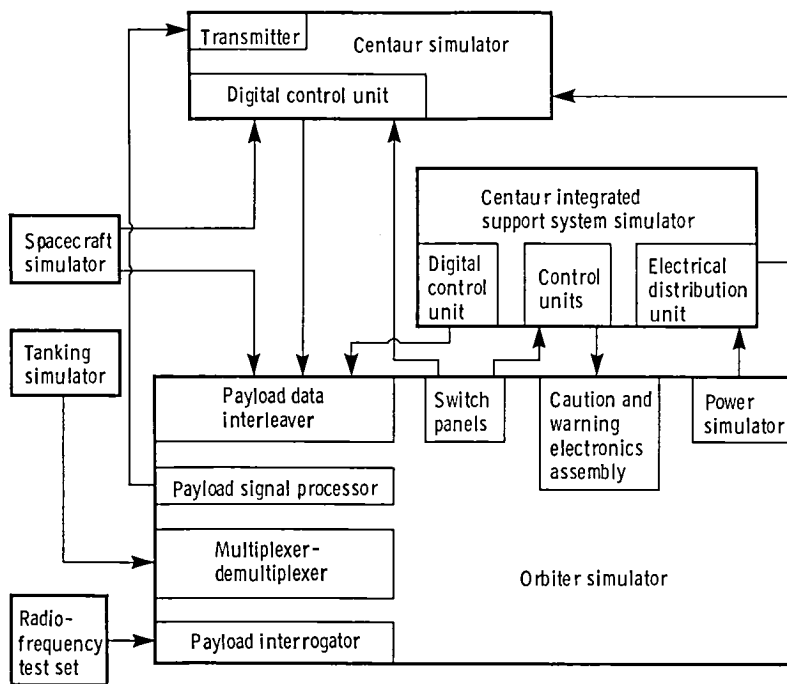 Transmitter
Centaur simulator
Digital control unit
Centaur integrated
support system simulator
Spacecraft
simulator
Digital
control
unit
Control
units
Electrical
distribution
unit
Tanking
simulator
Payload data
interleaver
Switch
panels
Caution and
warning
electronics
assembly
Power
simulator
Payload signal processor
Multiplexer-
demultiplexer
Orbiter simulator
Radio-
frequency
test set
Payload interrogator